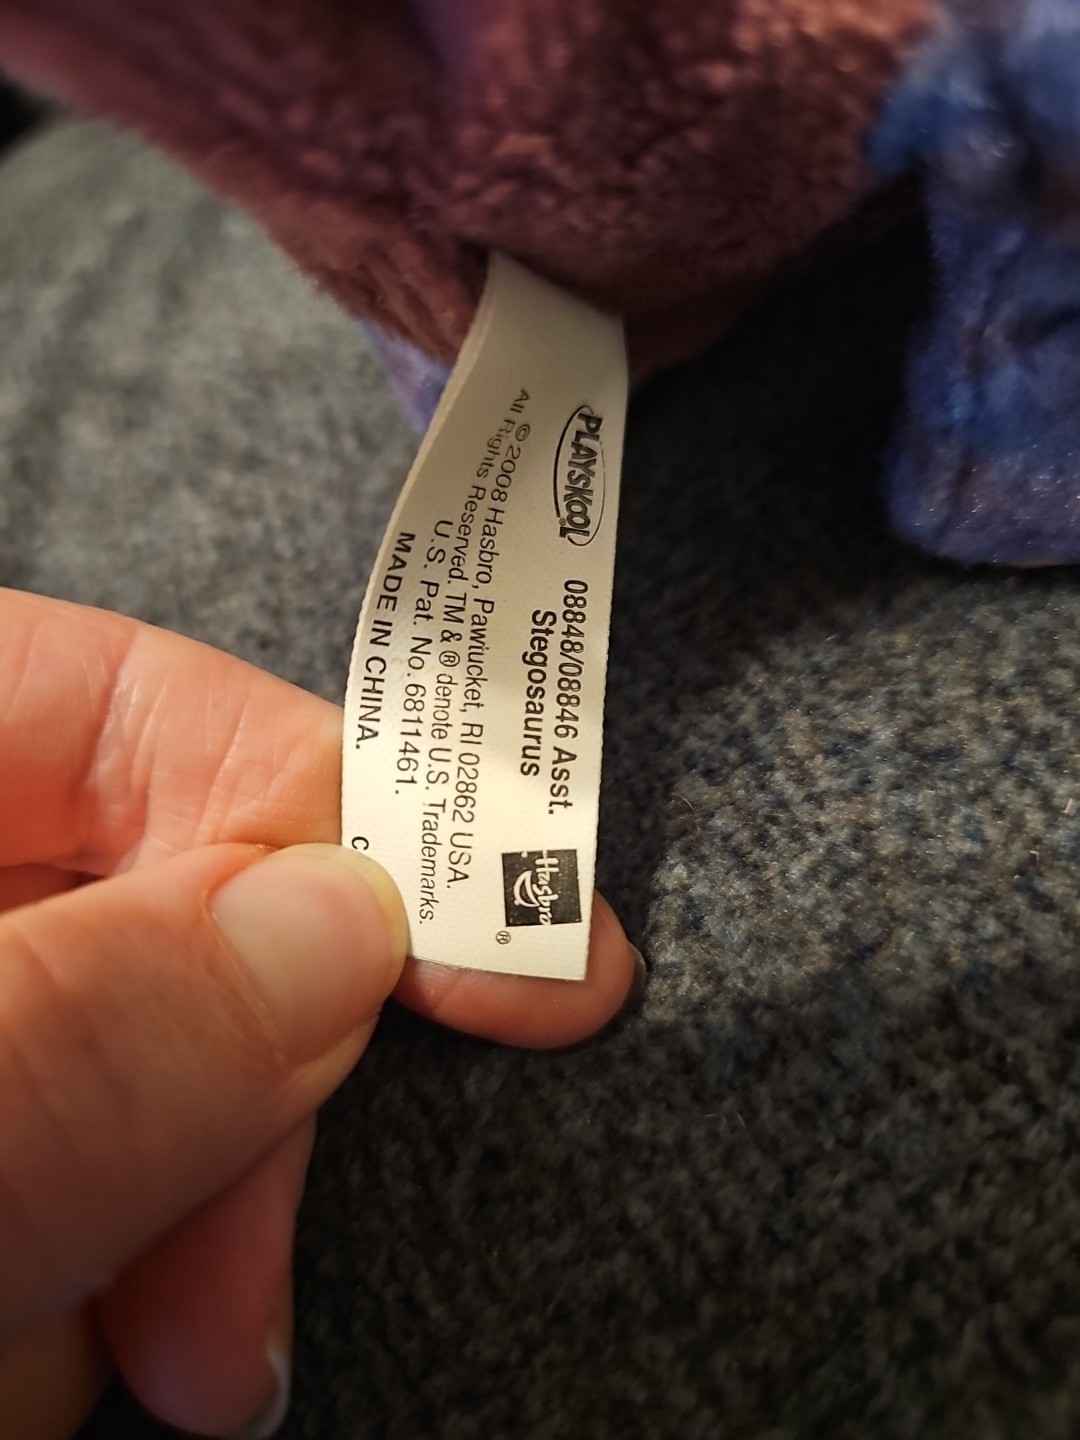 PLAYSKOOL
08848/08846 Asst.
Stegosaurus
Hasbro
®
© 2008 Hasbro, Pawtucket, RI 02862 USA.
All Rights Reserved. TM & ® denote U.S. Trademarks.
U.S. Pat. No. 6811461.
MADE IN CHINA.